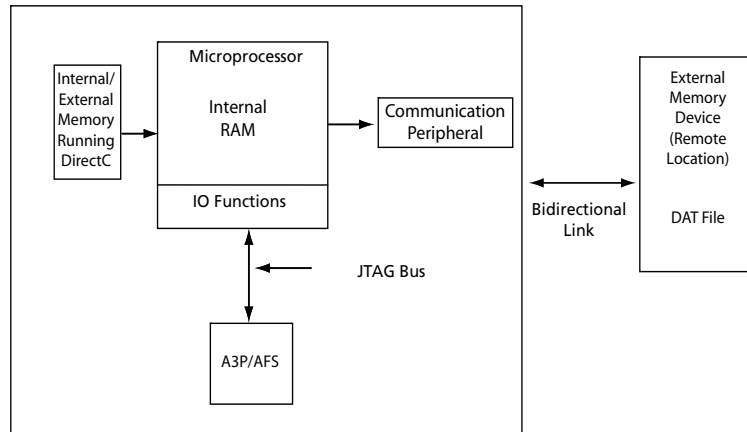 Microprocessor
Internal/
External
Memory
Running
DirectC
Internal
RAM
IO Functions
Communication
Peripheral
JTAG Bus
A3P/AFS
Bidirectional
Link
External
Memory
Device
(Remote
Location)
DAT File